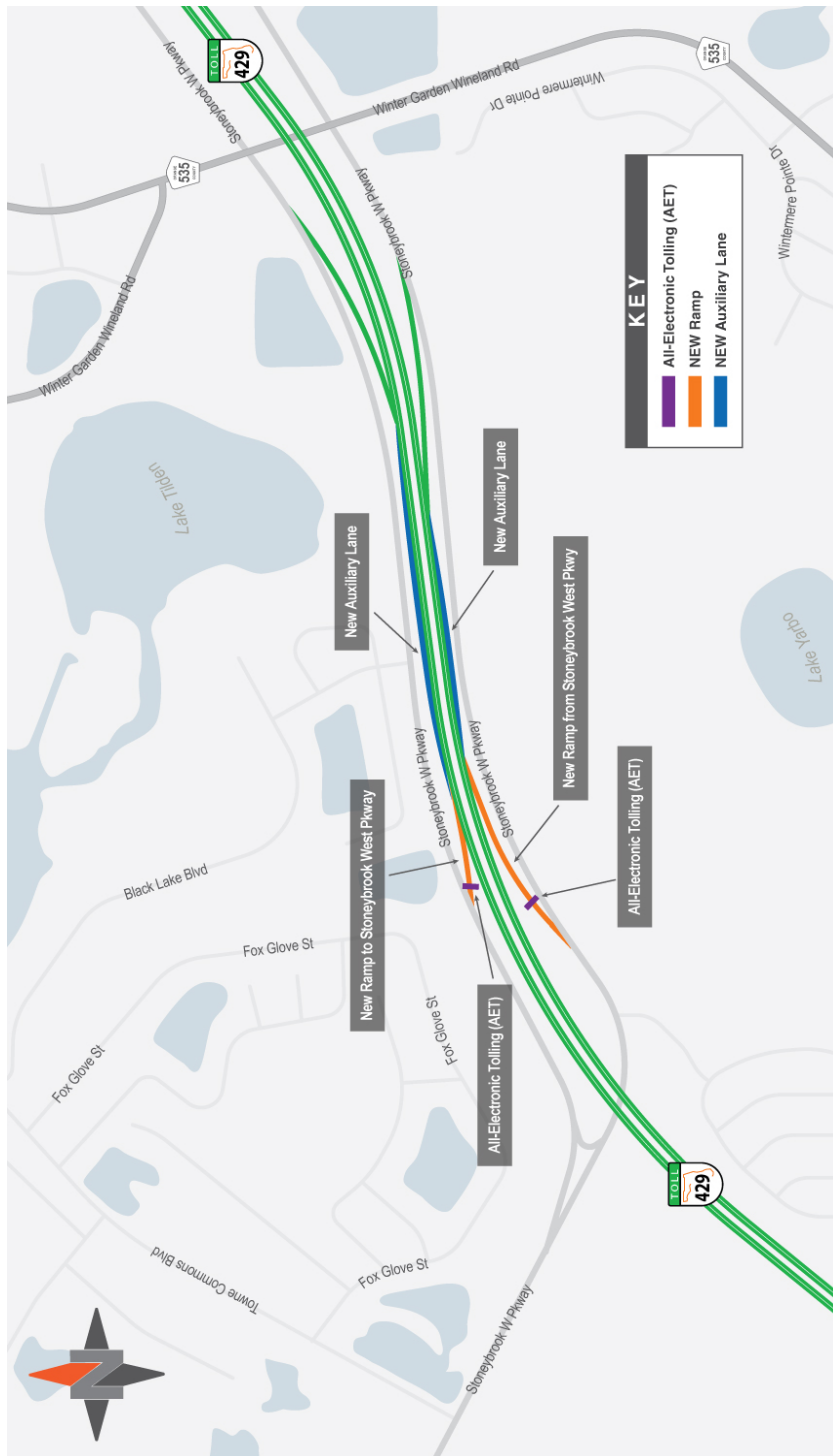 N
Fox Glove St
Winter Garden Wineland Rd
Black Lake Blvd
Lake Tilden
535
Towne Commons Blvd
Stoneybrook W Pkway
TOLL
429
Fox Glove St
New Auxiliary Lane
New Ramp to Stoneybrook West Pkway
Fox Glove St
Stoneybrook W Pkway
Stoneybrook W Pkway
Winter Garden Wineland Rd
Fox Glove St
Stoneybrook W Pkway
All-Electronic Tolling (AET)
Stoneybrook W Pkway
New Auxiliary Lane
Wintermere Pointe Dr
New Ramp from Stoneybrook West Pkwy
All-Electronic Tolling (AET)
KEY
All-Electronic Tolling (AET)
NEW Ramp
NEW Auxiliary Lane
TOLL
429
535
Wintermere Pointe Dr
Lake Yarbo